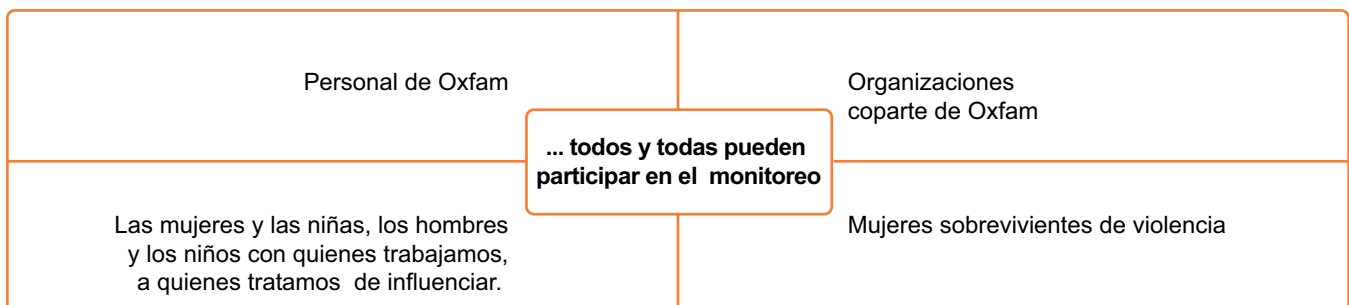 Personal de Oxfam
Organizaciones
coparte de Oxfam
... todos y todas pueden
participar en el monitoreo
Las mujeres y las niñas, los hombres
y los niños con quienes trabajamos,
a quienes tratamos de influenciar.
Mujeres sobrevivientes de violencia